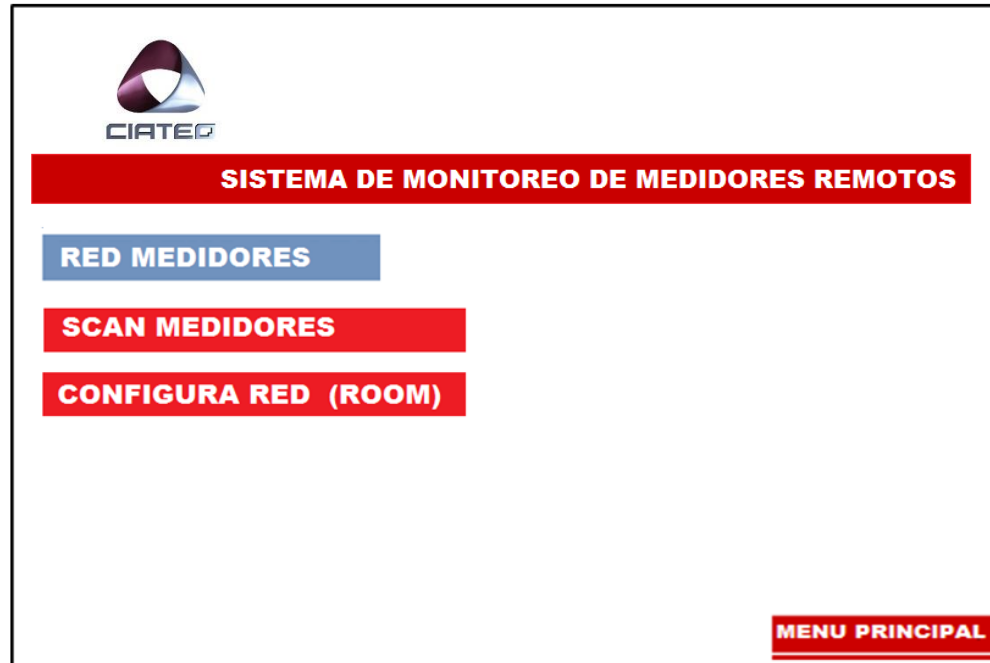 CIATEQ
SISTEMA DE MONITOREO DE MEDIDORES REMOTOS
RED MEDIDORES
SCAN MEDIDORES
CONFIGURA RED (ROOM)
MENU PRINCIPAL